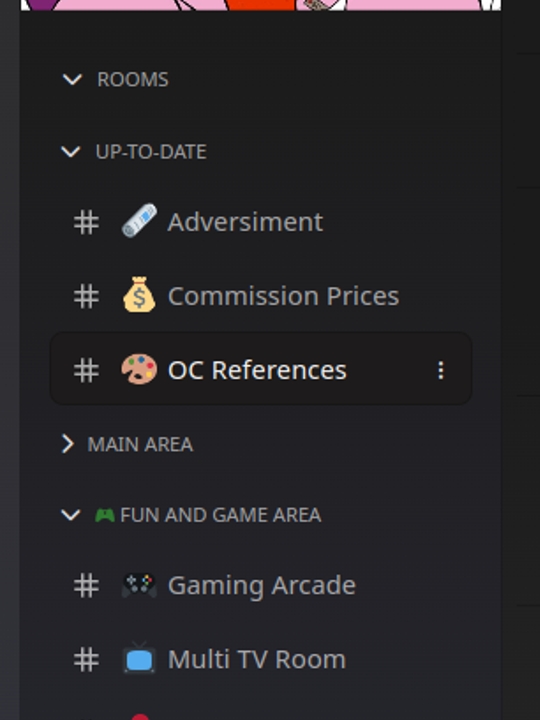 ROOMS
UP-TO-DATE
# 🗞️ Adversiment
# 💰 Commission Prices
# 🎨 OC References
MAIN AREA
🎮 FUN AND GAME AREA
# 🎮 Gaming Arcade
# 📺 Multi TV Room